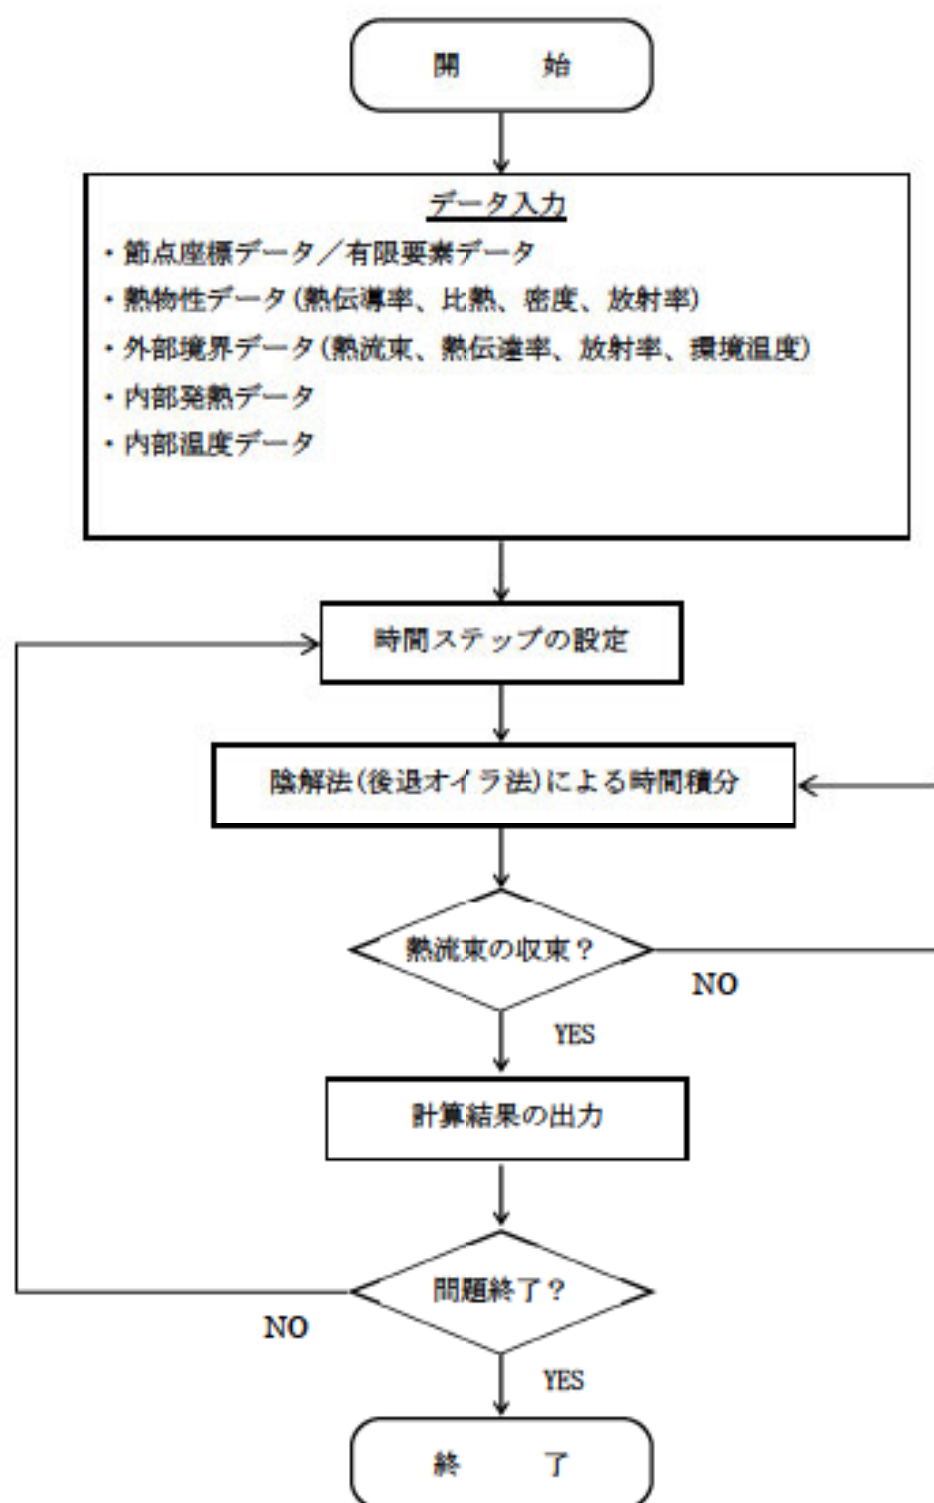 開　始
データ入力
・節点座標データ／有限要素データ
・熱物性データ(熱伝導率、比熱、密度、放射率)
・外部境界データ(熱流束、熱伝達率、放射率、環境温度)
・内部発熱データ
・内部温度データ
時間ステップの設定
陰解法(後退オイラ法)による時間積分
熱流束の収束？
NO
YES
計算結果の出力
問題終了？
NO
YES
終　了